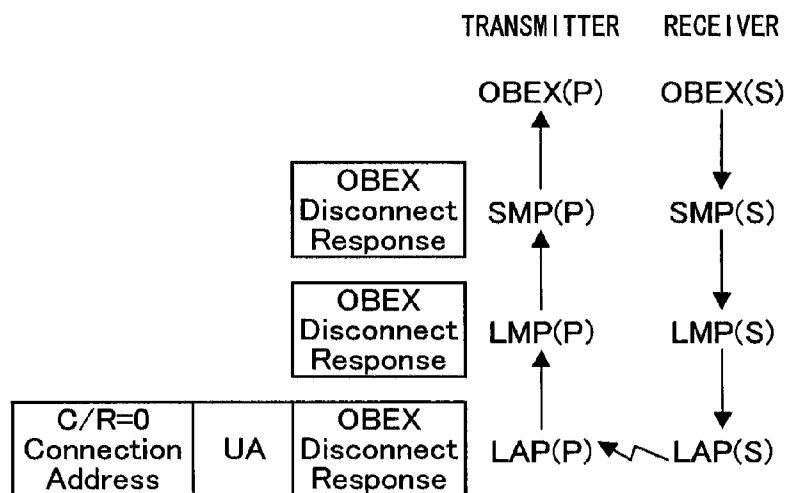 TRANSMITTER RECEIVER
OBEX(P) OBEX(S)
OBEX
Disconnect
Response
SMP(P) SMP(S)
OBEX
Disconnect
Response
LMP(P) LMP(S)
C/R=0
Connection
Address
UA
OBEX
Disconnect
Response
LAP(P) LAP(S)